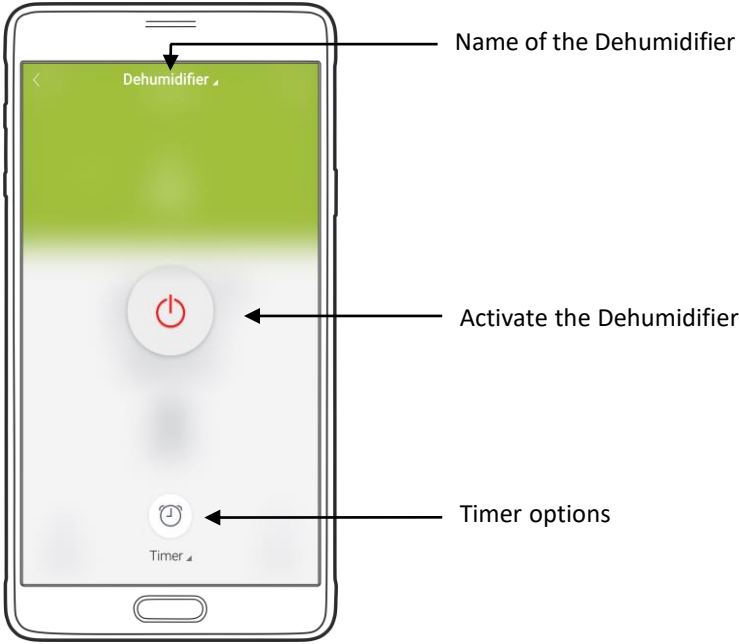 Name of the Dehumidifier
Dehumidifier
Activate the Dehumidifier
Timer options
Timer